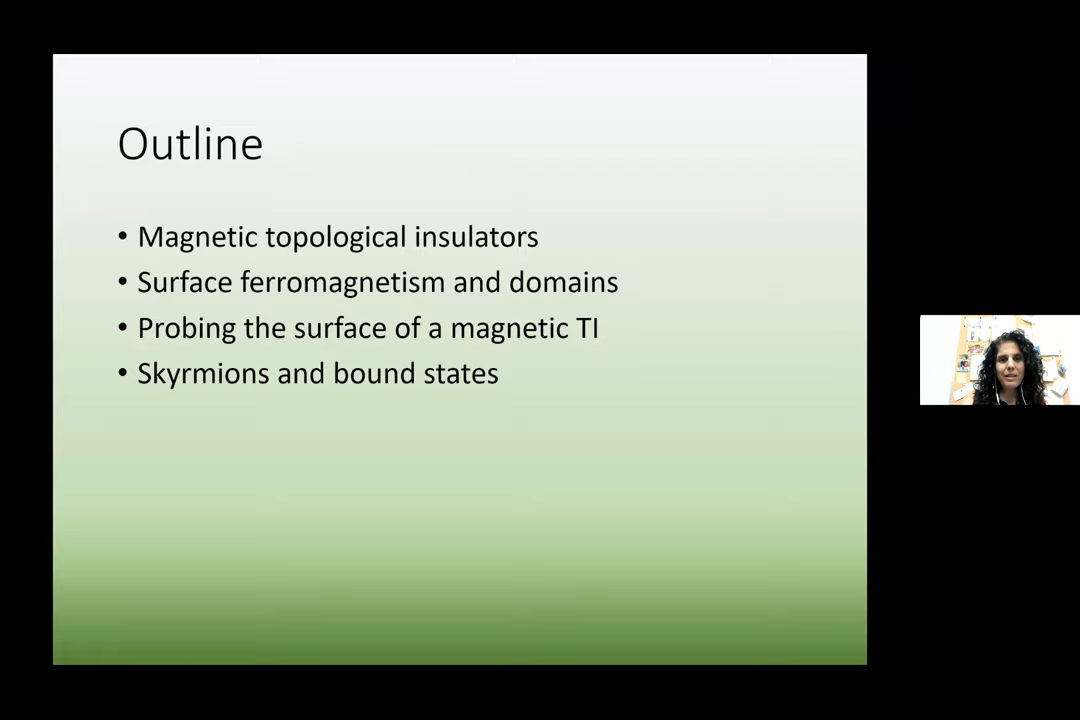 Outline
• Magnetic topological insulators
• Surface ferromagnetism and domains
• Probing the surface of a magnetic TI
• Skyrmions and bound states